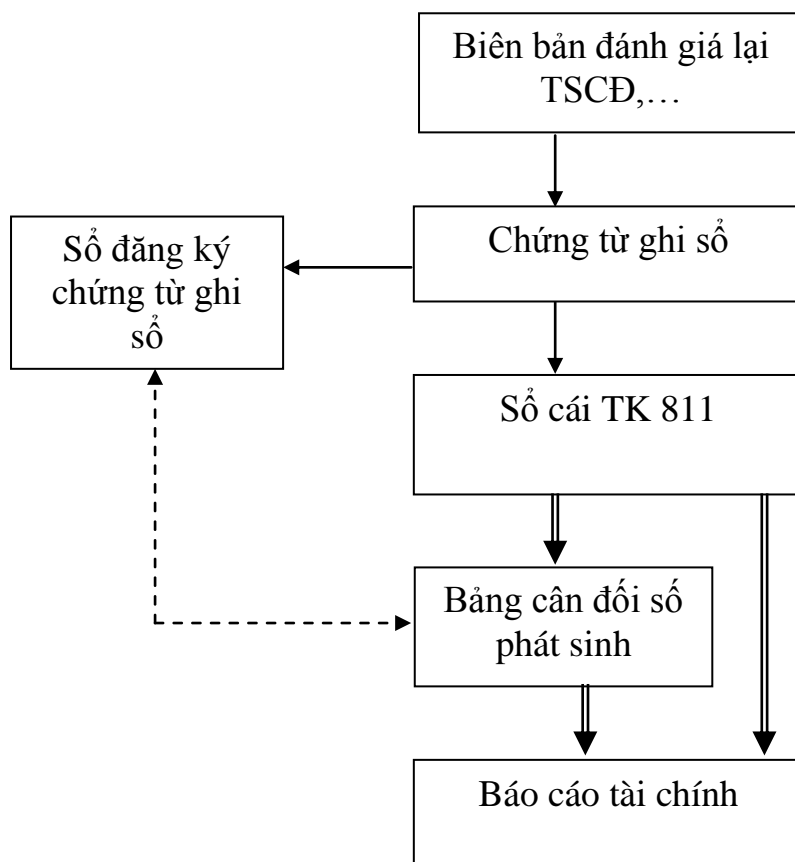 Biên bản đánh giá lại
TSCĐ,…
Chứng từ ghi sổ
Sổ đăng ký
chứng từ ghi
sổ
Sổ cái TK 811
Bảng cân đối số
phát sinh
Báo cáo tài chính